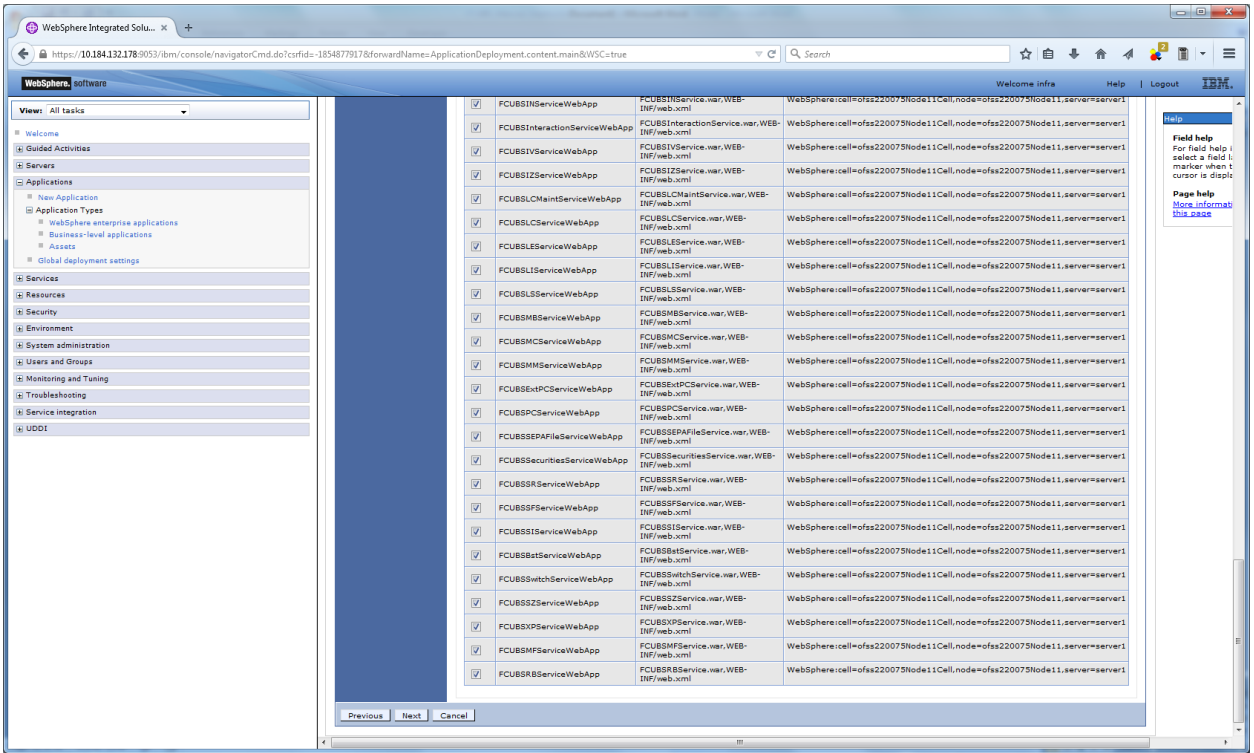 WebSphere Integrated Solu... × +
https://10.184.132.178:9053/ibm/console/navigatorCmd.do?csrfid=-1854877917&forwardName=ApplicationDeployment.content.main&WSC=true
Search
2
WebSphere. software
Welcome infra Help | Logout IBM.
View: All tasks
Welcome
Guided Activities
Servers
Applications
New Application
Application Types
WebSphere enterprise applications
Business-level applications
Assets
Global deployment settings
Services
Resources
Security
Environment
System administration
Users and Groups
Monitoring and Tuning
Troubleshooting
Service integration
UDDI
FCUBSINServiceWebApp FCUBSINService.war,WEB- WebSphere:cell=ofss220075Node11Cell,node=ofss220075Node11,server=server1
INF/web.xml
FCUBSInteractionServiceWebApp FCUBSInteractionService.war,WEB- WebSphere:cell=ofss220075Node11Cell,node=ofss220075Node11,server=server1
INF/web.xml
FCUBSIVServiceWebApp FCUBSIVService.war,WEB- WebSphere:cell=ofss220075Node11Cell,node=ofss220075Node11,server=server1
INF/web.xml
FCUBSIZServiceWebApp FCUBSIZService.war,WEB- WebSphere:cell=ofss220075Node11Cell,node=ofss220075Node11,server=server1
INF/web.xml
FCUBSLCMaintServiceWebApp FCUBSLCMaintService.war,WEB- WebSphere:cell=ofss220075Node11Cell,node=ofss220075Node11,server=server1
INF/web.xml
FCUBSLCServiceWebApp FCUBSLCService.war,WEB- WebSphere:cell=ofss220075Node11Cell,node=ofss220075Node11,server=server1
INF/web.xml
FCUBSLEServiceWebApp FCUBSLEService.war,WEB- WebSphere:cell=ofss220075Node11Cell,node=ofss220075Node11,server=server1
INF/web.xml
FCUBSLIServiceWebApp FCUBSLIService.war,WEB- WebSphere:cell=ofss220075Node11Cell,node=ofss220075Node11,server=server1
INF/web.xml
FCUBSLSServiceWebApp FCUBSLSService.war,WEB- WebSphere:cell=ofss220075Node11Cell,node=ofss220075Node11,server=server1
INF/web.xml
FCUBSMBServiceWebApp FCUBSMBService.war,WEB- WebSphere:cell=ofss220075Node11Cell,node=ofss220075Node11,server=server1
INF/web.xml
FCUBSMCServiceWebApp FCUBSMCService.war,WEB- WebSphere:cell=ofss220075Node11Cell,node=ofss220075Node11,server=server1
INF/web.xml
FCUBSMMServiceWebApp FCUBSMMService.war,WEB- WebSphere:cell=ofss220075Node11Cell,node=ofss220075Node11,server=server1
INF/web.xml
FCUBSExtPCServiceWebApp FCUBSExtPCService.war,WEB- WebSphere:cell=ofss220075Node11Cell,node=ofss220075Node11,server=server1
INF/web.xml
FCUBSPCServiceWebApp FCUBSPCService.war,WEB- WebSphere:cell=ofss220075Node11Cell,node=ofss220075Node11,server=server1
INF/web.xml
FCUBSSEPAFileServiceWebApp FCUBSSEPAFileService.war,WEB- WebSphere:cell=ofss220075Node11Cell,node=ofss220075Node11,server=server1
INF/web.xml
FCUBSSecuritiesServiceWebApp FCUBSSecuritiesService.war,WEB- WebSphere:cell=ofss220075Node11Cell,node=ofss220075Node11,server=server1
INF/web.xml
FCUBSSRServiceWebApp FCUBSSRService.war,WEB- WebSphere:cell=ofss220075Node11Cell,node=ofss220075Node11,server=server1
INF/web.xml
FCUBSSFServiceWebApp FCUBSSFService.war,WEB- WebSphere:cell=ofss220075Node11Cell,node=ofss220075Node11,server=server1
INF/web.xml
FCUBSSIServiceWebApp FCUBSSIService.war,WEB- WebSphere:cell=ofss220075Node11Cell,node=ofss220075Node11,server=server1
INF/web.xml
FCUBSBstServiceWebApp FCUBSBstService.war,WEB- WebSphere:cell=ofss220075Node11Cell,node=ofss220075Node11,server=server1
INF/web.xml
FCUBSSwitchServiceWebApp FCUBSSwitchService.war,WEB- WebSphere:cell=ofss220075Node11Cell,node=ofss220075Node11,server=server1
INF/web.xml
FCUBSSZServiceWebApp FCUBSSZService.war,WEB- WebSphere:cell=ofss220075Node11Cell,node=ofss220075Node11,server=server1
INF/web.xml
FCUBSXPServiceWebApp FCUBSXPService.war,WEB- WebSphere:cell=ofss220075Node11Cell,node=ofss220075Node11,server=server1
INF/web.xml
FCUBSMFServiceWebApp FCUBSMFService.war,WEB- WebSphere:cell=ofss220075Node11Cell,node=ofss220075Node11,server=server1
INF/web.xml
FCUBSRBServiceWebApp FCUBSRBService.war,WEB- WebSphere:cell=ofss220075Node11Cell,node=ofss220075Node11,server=server1
INF/web.xml
Previous Next Cancel
Help
Field help
For field help i
select a field l
marker when t
cursor is displa
Page help
More informati
this page